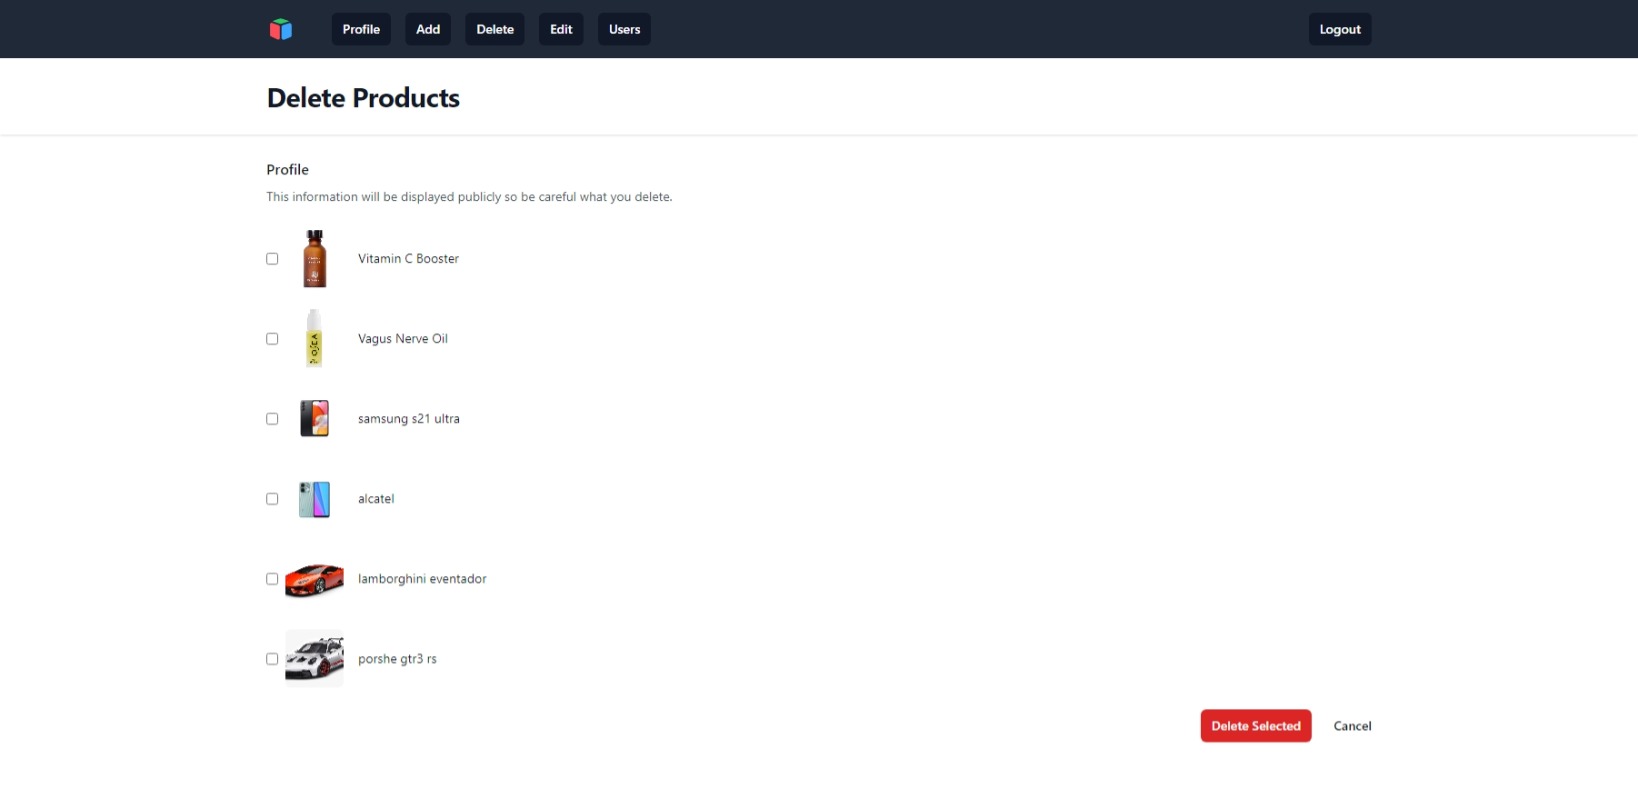 Profile
Add
Delete
Edit
Users
Logout
Delete Products
Profile
This information will be displayed publicly so be careful what you delete.
Vitamin C Booster
Vagus Nerve Oil
OSEA
samsung s21 ultra
alcatel
lamborghini eventador
porshe gtr3 rs
Delete Selected
Cancel